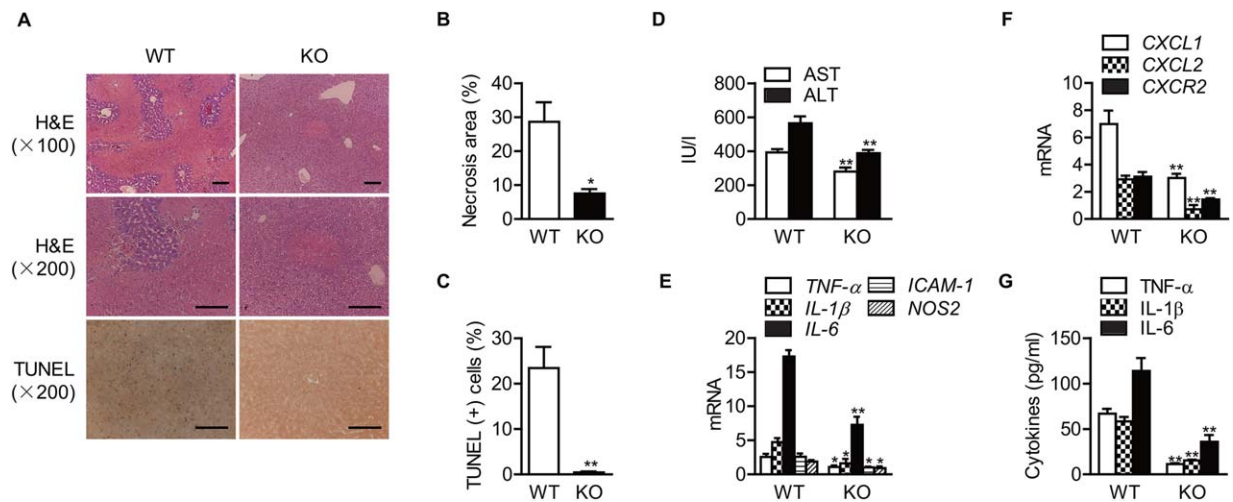 A
WT KO
H&E
(×100)
H&E
(×200)
TUNEL
(×200)
B
Necrosis area (%)
40
30
20
10
0
*
WT KO
C
TUNEL (+) cells (%)
30
20
10
0
**
WT KO
D
AST
ALT
IU/l
800
600
400
200
0
** **
WT KO
E
TNF-α
IL-1β
IL-6
ICAM-1
NOS2
mRNA
20
15
10
5
0
* * ** * *
WT KO
F
CXCL1
CXCL2
CXCR2
mRNA
8
6
4
2
0
** ** **
WT KO
G
TNF-α
IL-1β
IL-6
Cytokines (pg/ml)
150
100
50
0
** ** **
WT KO